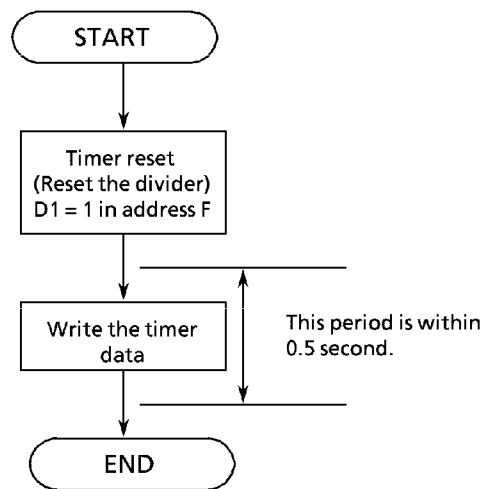 START
Timer reset
(Reset the divider)
D1 = 1 in address F
Write the timer
data
This period is within
0.5 second.
END